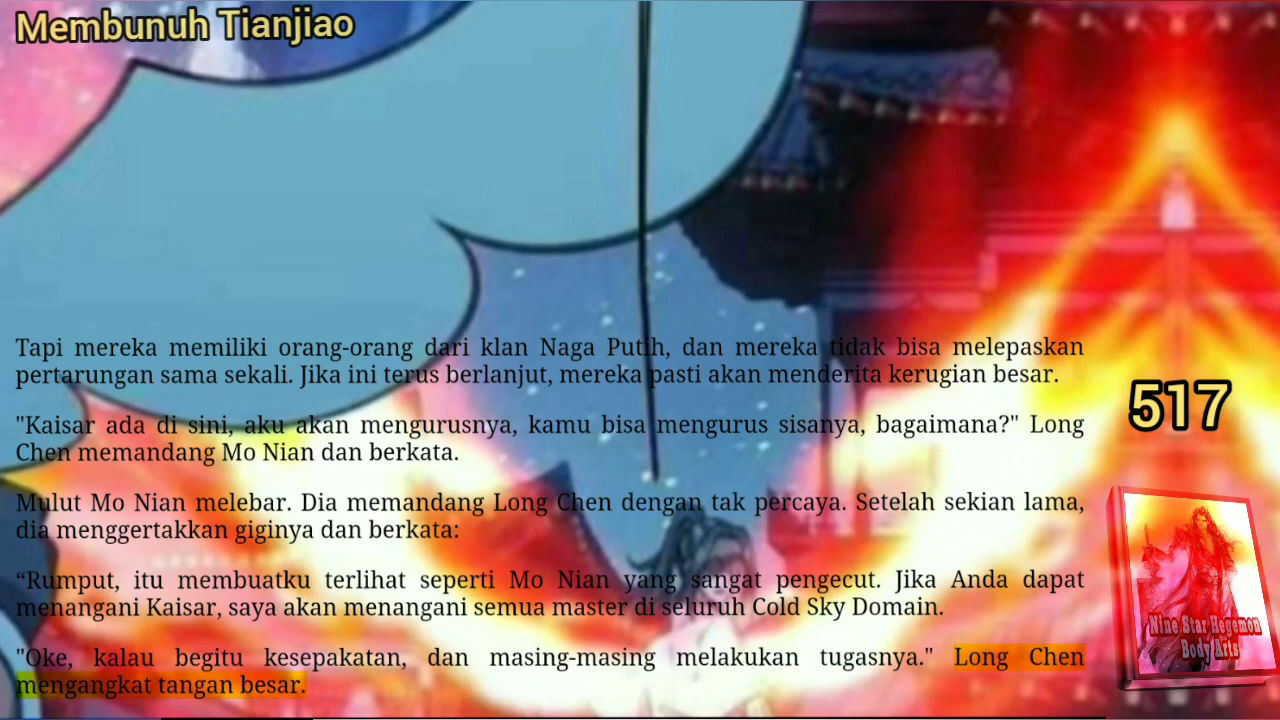 Membunuh Tianjiao
Tapi mereka memiliki orang-orang dari klan Naga Putih, dan mereka tidak bisa melepaskan
pertarungan sama sekali. Jika ini terus berlanjut, mereka pasti akan menderita kerugian besar.
"Kaisar ada di sini, aku akan mengurusnya, kamu bisa mengurus sisanya, bagaimana?" Long
Chen memandang Mo Nian dan berkata.
Mulut Mo Nian melebar. Dia memandang Long Chen dengan tak percaya. Setelah sekian lama,
dia menggertakkan giginya dan berkata:
“Rumput, itu membuatku terlihat seperti Mo Nian yang sangat pengecut. Jika Anda dapat
menangani Kaisar, saya akan menangani semua master di seluruh Cold Sky Domain.
"Oke, kalau begitu kesepakatan, dan masing-masing melakukan tugasnya." Long Chen
mengangkat tangan besar.
517
Nine Star Hegemon
Body Arts